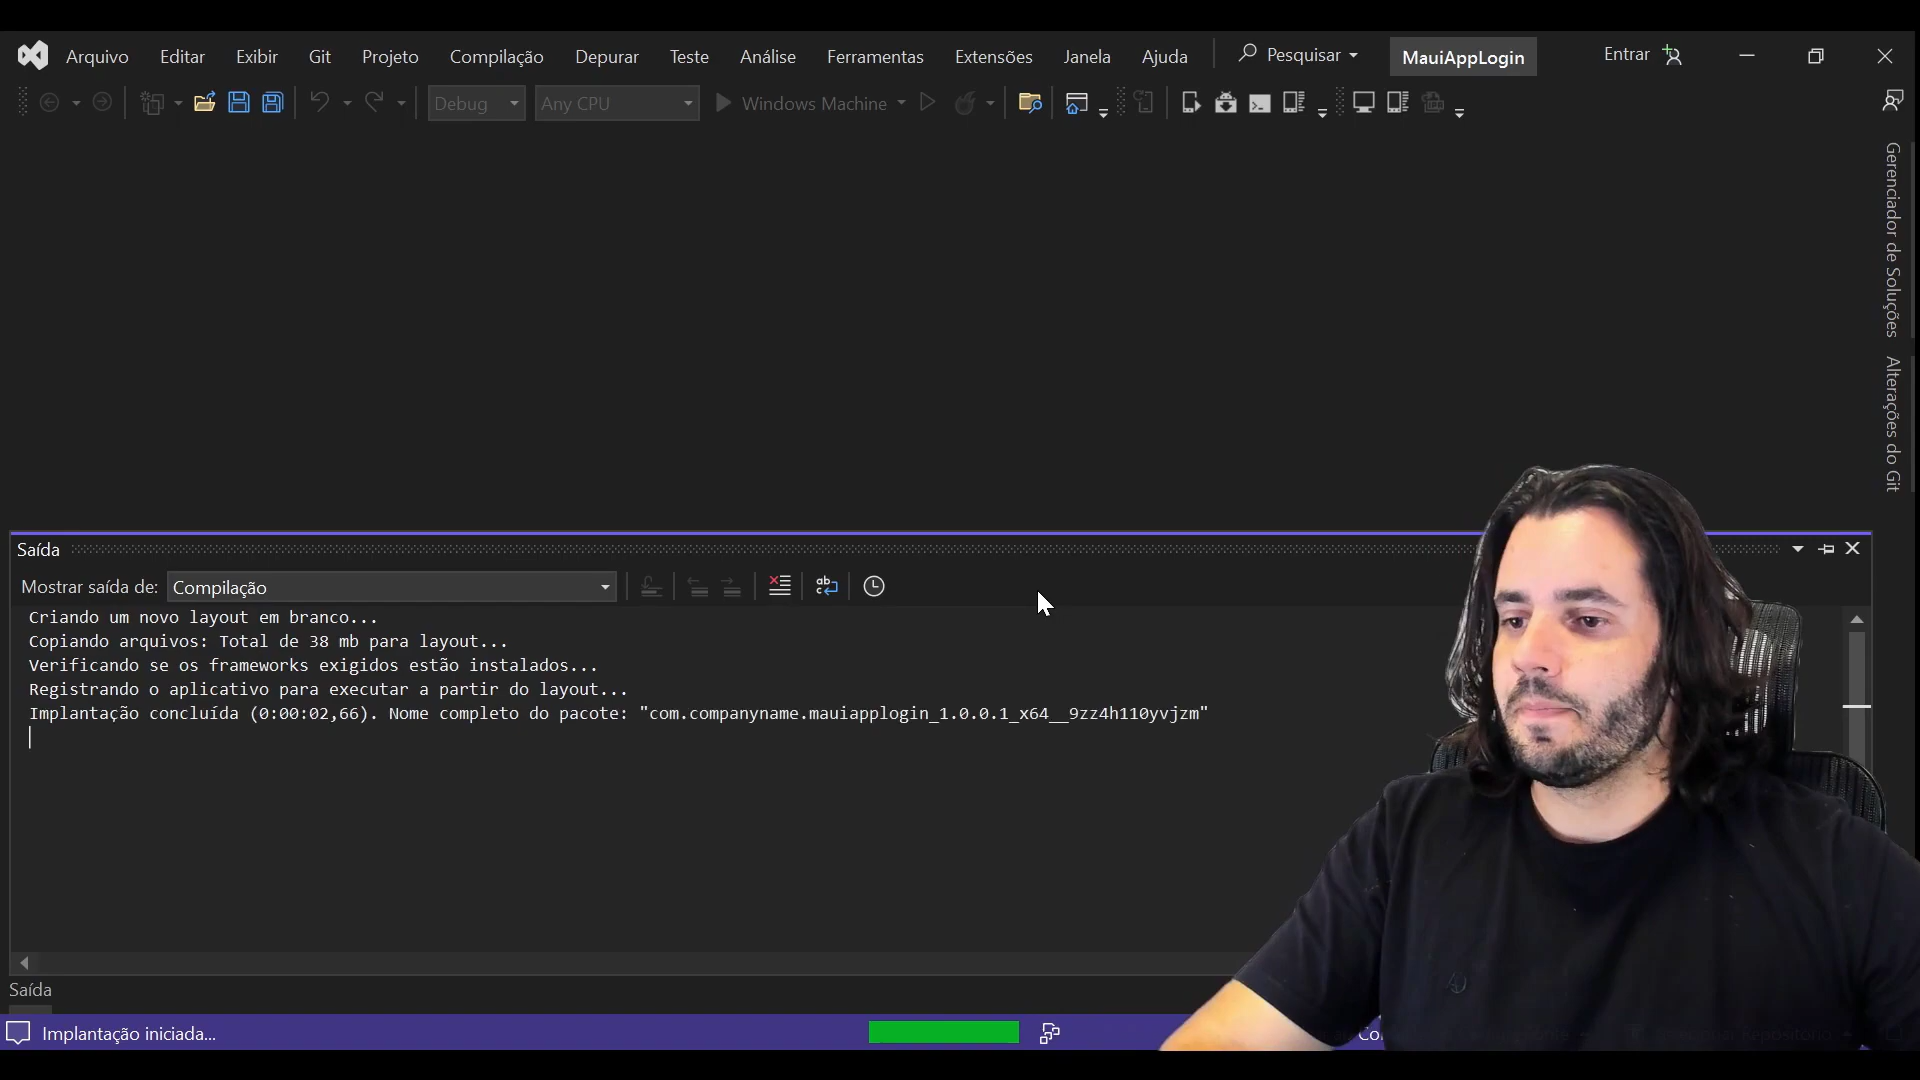 Arquivo Editar Exibir Git Projeto Compilação Depurar Teste Análise Ferramentas Extensões Janela Ajuda Pesquisar MauiAppLogin Entrar
Debug Any CPU Windows Machine
Gerenciador de Soluções
Alterações do Git
Saída
Mostrar saída de: Compilação
Criando um novo layout em branco...
Copiando arquivos: Total de 38 mb para layout...
Verificando se os frameworks exigidos estão instalados...
Registrando o aplicativo para executar a partir do layout...
Implantação concluída (0:00:02,66). Nome completo do pacote: "com.companyname.mauiapplogin_1.0.0.1_x64__9zz4h110yvjzm"
Saída
Implantação iniciada...